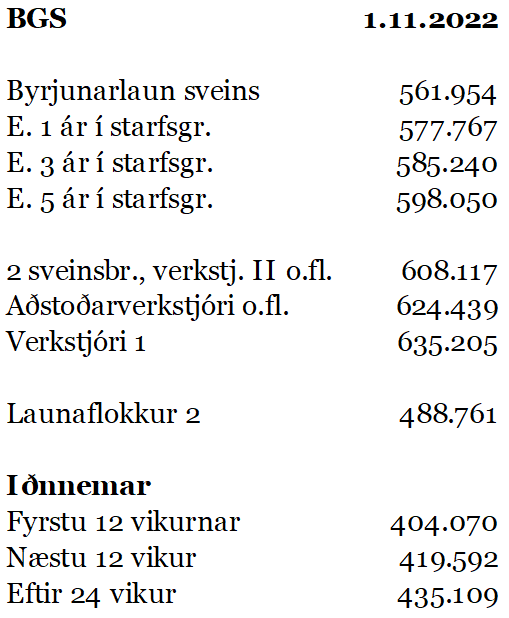 BGS 1.11.2022
Byrjunarlaun sveins 561.954
E. 1 ár í starfsgr. 577.767
E. 3 ár í starfsgr. 585.240
E. 5 ár í starfsgr. 598.050
2 sveinsbr., verkstj. II o.fl. 608.117
Aðstoðarverkstjóri o.fl. 624.439
Verkstjóri 1 635.205
Launaflokkur 2 488.761
Iðnnemar
Fyrstu 12 vikurnar 404.070
Næstu 12 vikur 419.592
Eftir 24 vikur 435.109